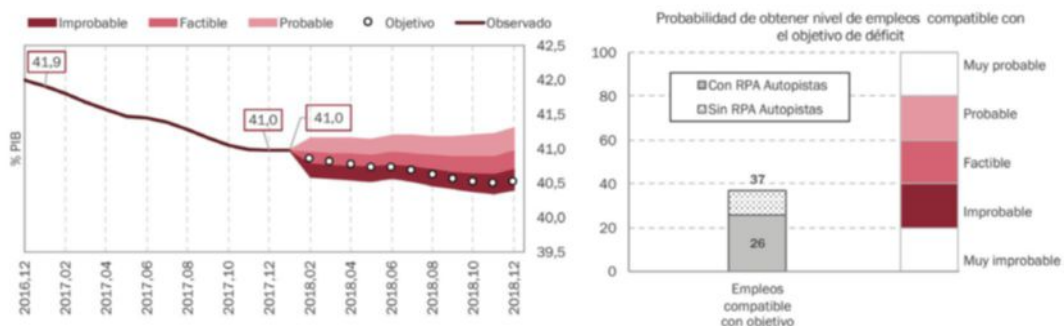 Improbable Factible Probable Objetivo Observado
42,5
42,0
41,5
41,0
40,5
40,0
39,5
41,9
41,0
41,0
% PIB
2016,12
2017,02
2017,04
2017,06
2017,08
2017,10
2017,12
2018,02
2018,04
2018,06
2018,08
2018,10
2018,12
Probabilidad de obtener nivel de empleos compatible con
el objetivo de déficit
100
80
60
40
20
0
Con RPA Autopistas
Sin RPA Autopistas
37
26
Empleos
compatible
con objetivo
Muy probable
Probable
Factible
Improbable
Muy improbable